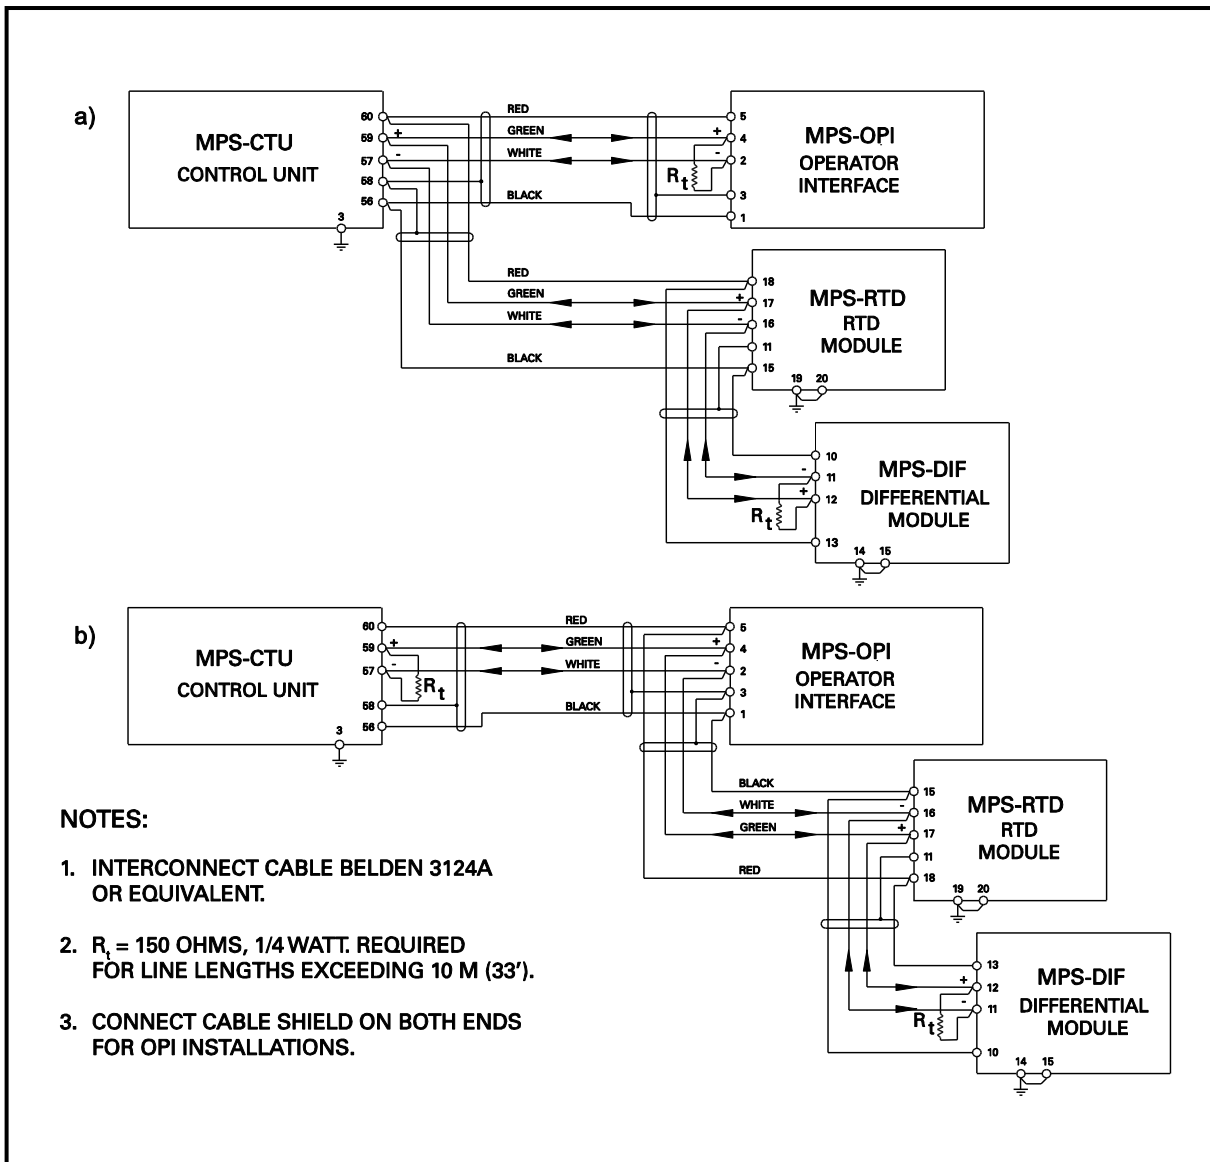 a)
MPS-CTU
CONTROL UNIT
60
59
57
58
56
3
+
-
RED
GREEN
WHITE
BLACK
+
-
Rt
5
4
2
3
1
MPS-OPI
OPERATOR
INTERFACE
RED
GREEN
WHITE
BLACK
+
-
18
17
16
11
15
MPS-RTD
RTD
MODULE
19 20
-
+
Rt
10
11
12
13
MPS-DIF
DIFFERENTIAL
MODULE
14 15
b)
MPS-CTU
CONTROL UNIT
60
59
57
58
56
3
+
-
Rt
RED
GREEN
WHITE
BLACK
+
-
5
4
2
3
1
MPS-OPI
OPERATOR
INTERFACE
BLACK
WHITE
GREEN
RED
-
+
15
16
17
11
18
MPS-RTD
RTD
MODULE
19 20
+
-
Rt
13
12
11
10
MPS-DIF
DIFFERENTIAL
MODULE
14 15
NOTES:
1. INTERCONNECT CABLE BELDEN 3124A
OR EQUIVALENT.
2. Rt = 150 OHMS, 1/4 WATT. REQUIRED
FOR LINE LENGTHS EXCEEDING 10 M (33').
3. CONNECT CABLE SHIELD ON BOTH ENDS
FOR OPI INSTALLATIONS.